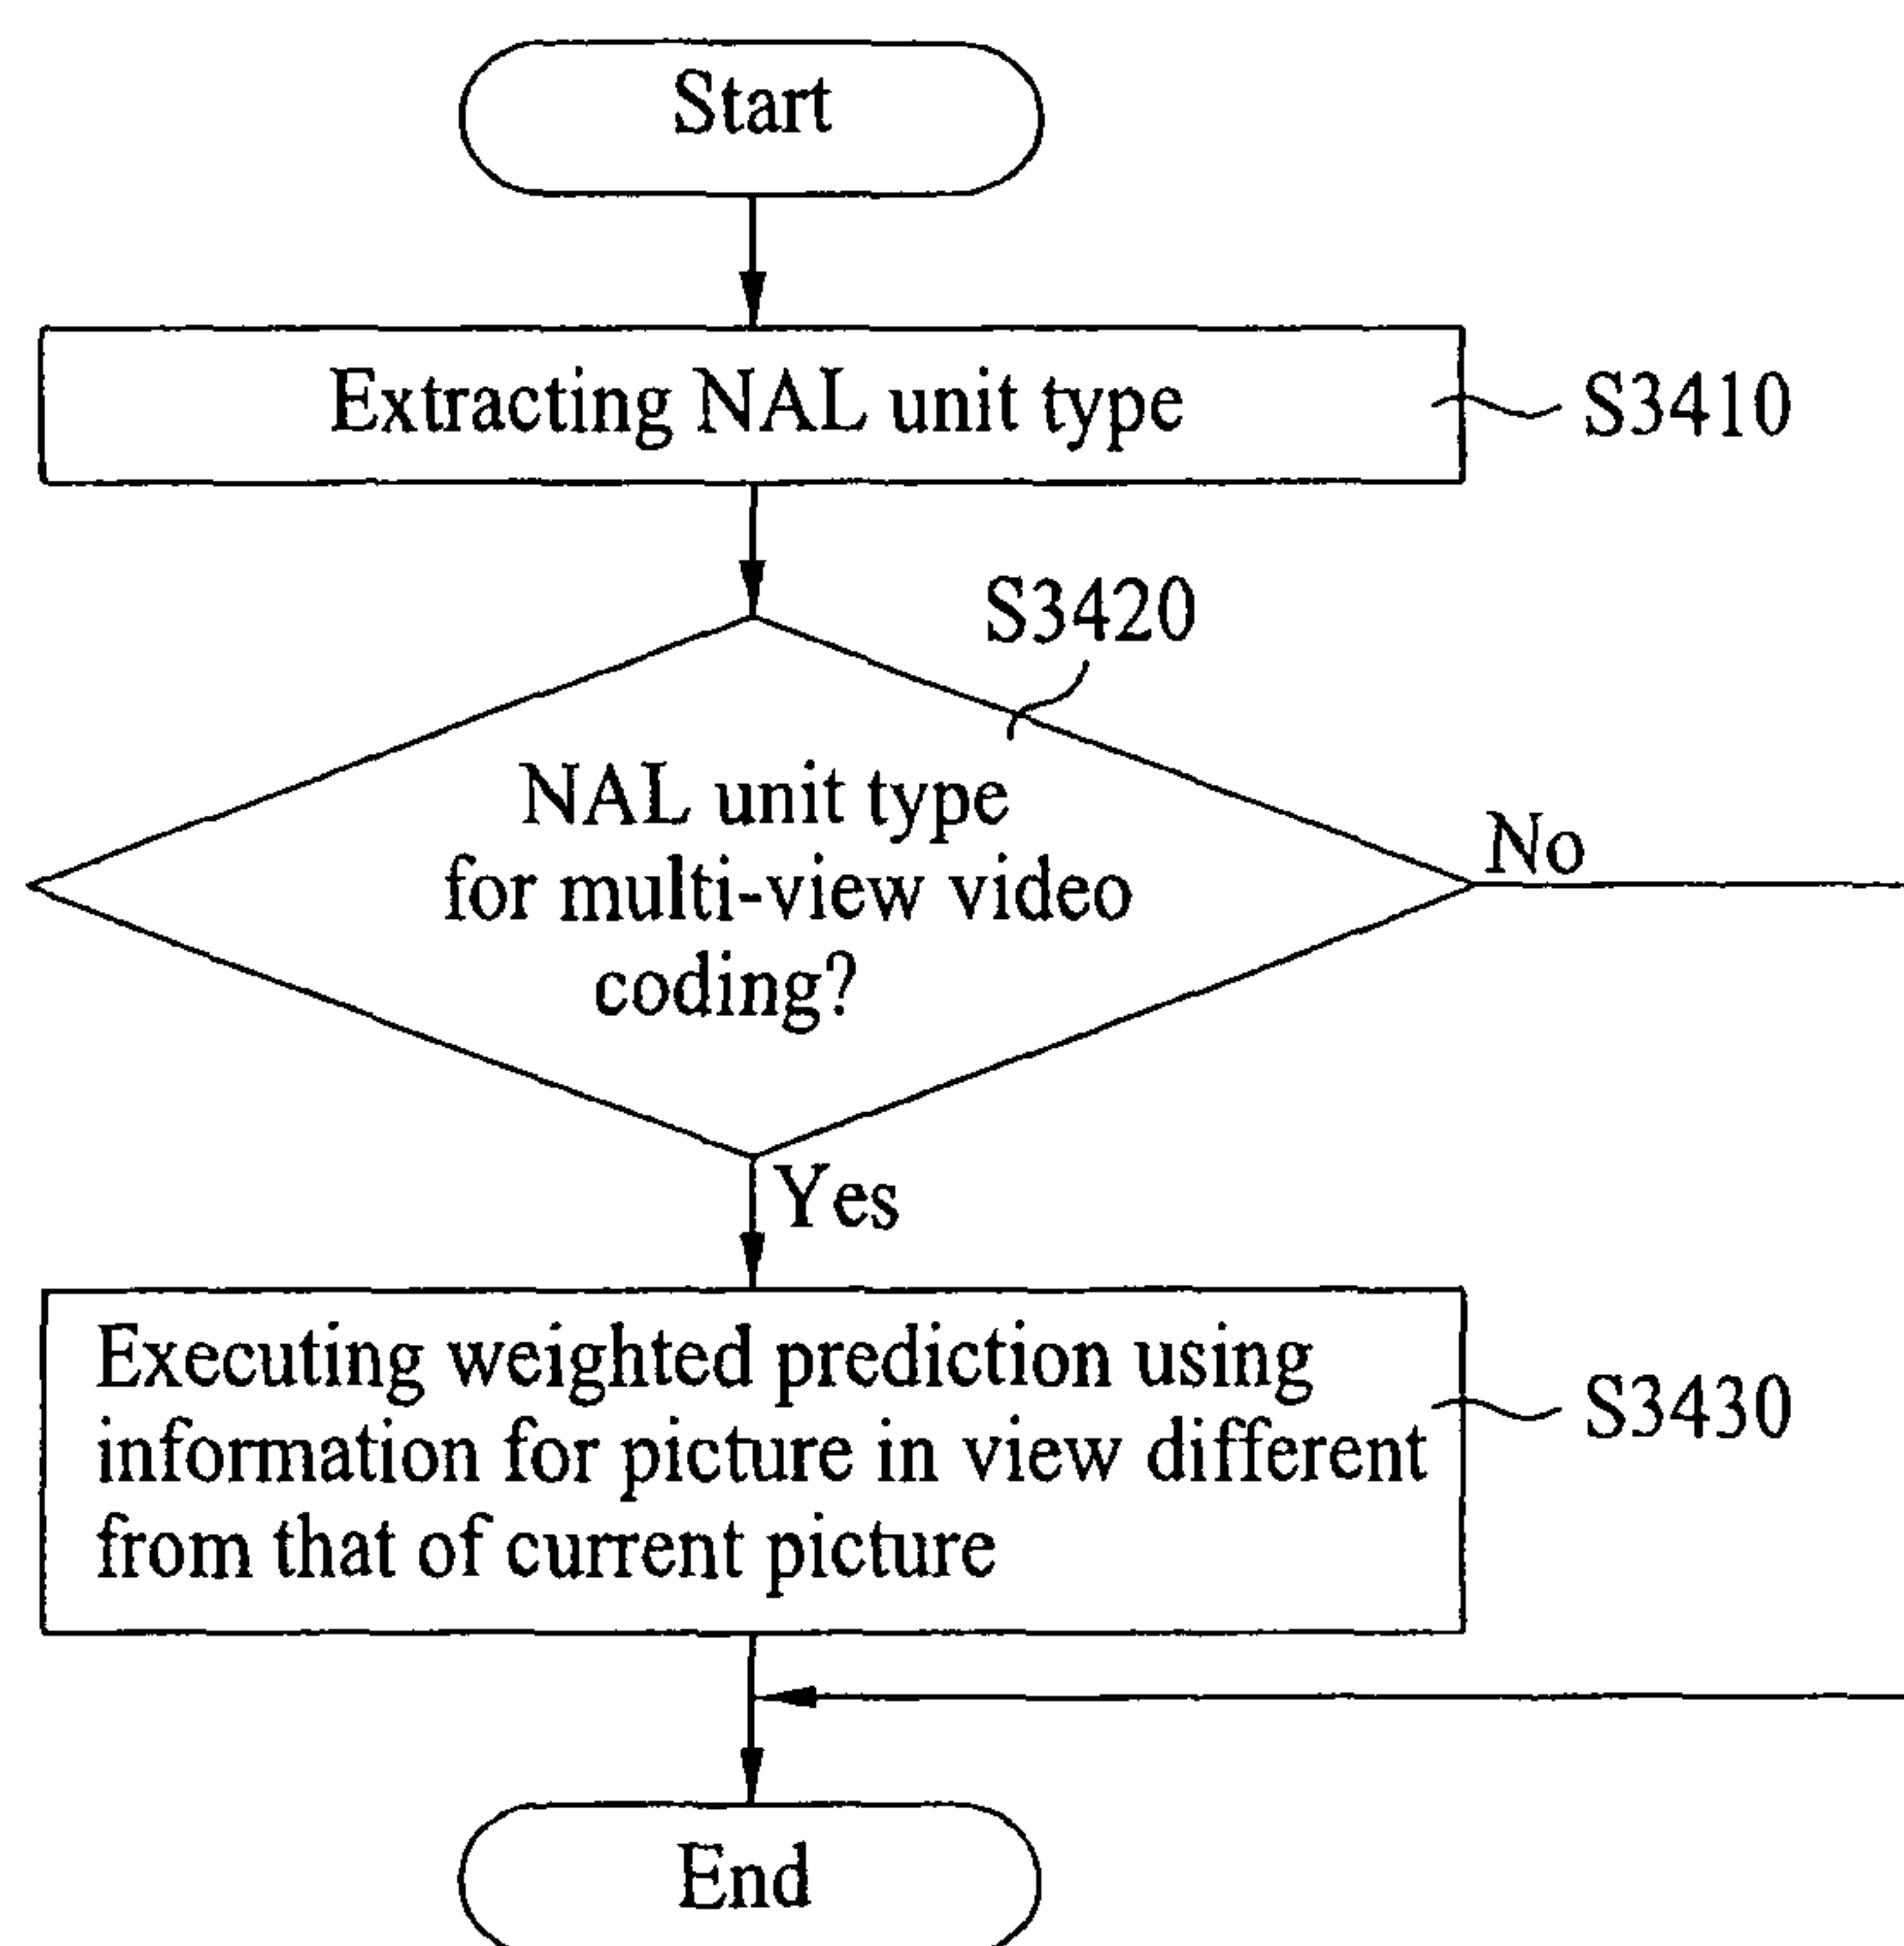 Start
Extracting NAL unit type
S3410
S3420
NAL unit type
for multi-view video
coding?
No
Yes
Executing weighted prediction using
information for picture in view different
from that of current picture
S3430
End